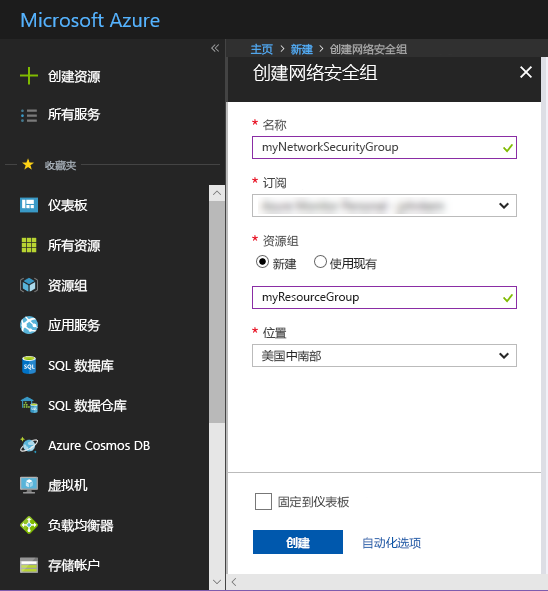 Microsoft Azure
创建资源
所有服务
收藏夹
仪表板
所有资源
资源组
应用服务
SQL 数据库
SQL 数据仓库
Azure Cosmos DB
虚拟机
负载均衡器
存储帐户
主页 > 新建 > 创建网络安全组
创建网络安全组
* 名称
myNetworkSecurityGroup
* 订阅
* 资源组
新建 使用现有
myResourceGroup
* 位置
美国中南部
固定到仪表板
创建 自动化选项